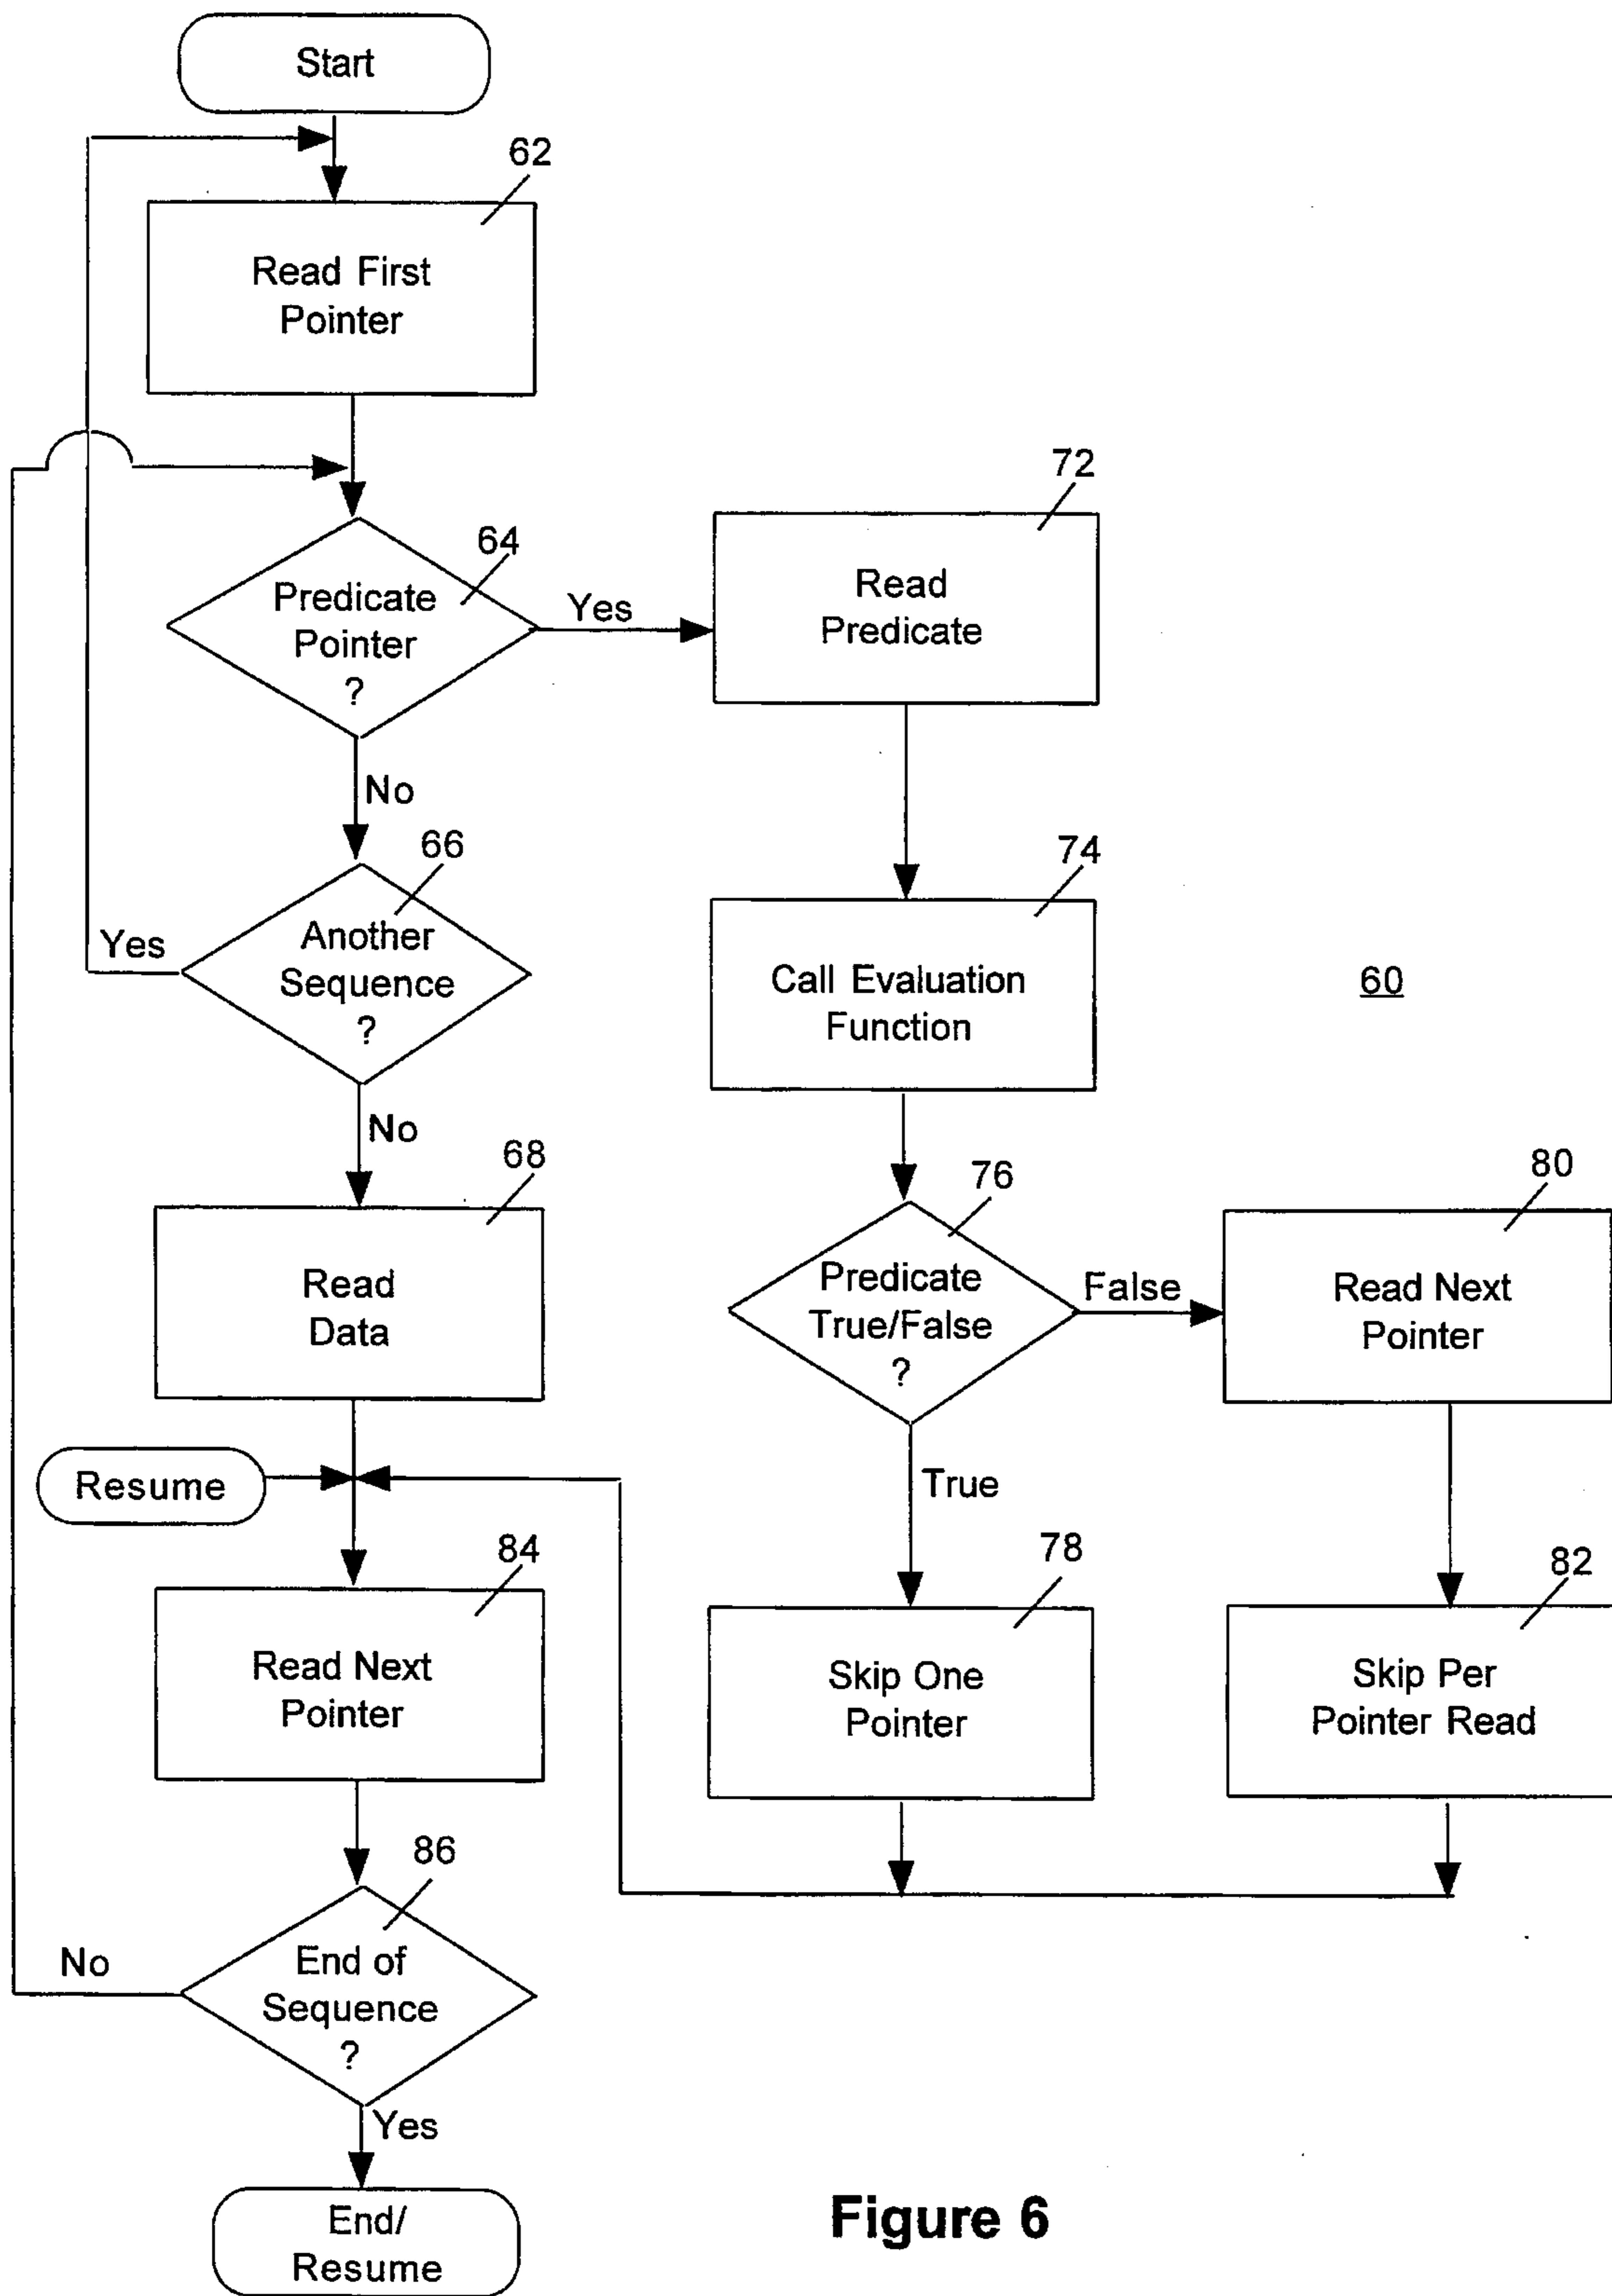 Start
62
Read First
Pointer
72
64
Predicate
Pointer
?
Yes
Read
Predicate
No
66
74
Another
Sequence
?
Yes
Call Evaluation
Function
60
No
68
76
80
Read
Data
Predicate
True/False
?
False
Read Next
Pointer
Resume
True
84
78
82
Read Next
Pointer
Skip One
Pointer
Skip Per
Pointer Read
86
No
End of
Sequence
?
Yes
End/
Resume
Figure 6